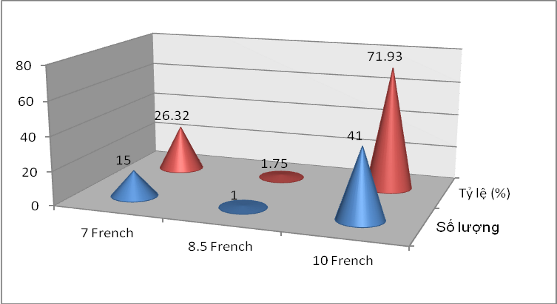 80
60
40
20
0
71.93
26.32
1.75
41
15
1
Tỷ lệ (%)
Số lượng
7 French
8.5 French
10 French